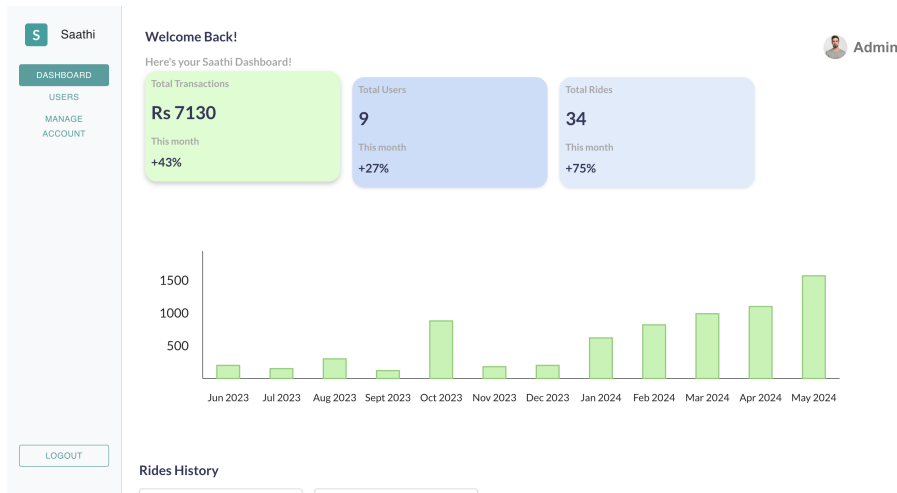 S Saathi
DASHBOARD
USERS
MANAGE
ACCOUNT
LOGOUT
Welcome Back!
Here's your Saathi Dashboard!
Admin
Total Transactions
Rs 7130
This month
+43%
Total Users
9
This month
+27%
Total Rides
34
This month
+75%
1500
1000
500
Jun 2023 Jul 2023 Aug 2023 Sept 2023 Oct 2023 Nov 2023 Dec 2023 Jan 2024 Feb 2024 Mar 2024 Apr 2024 May 2024
Rides History